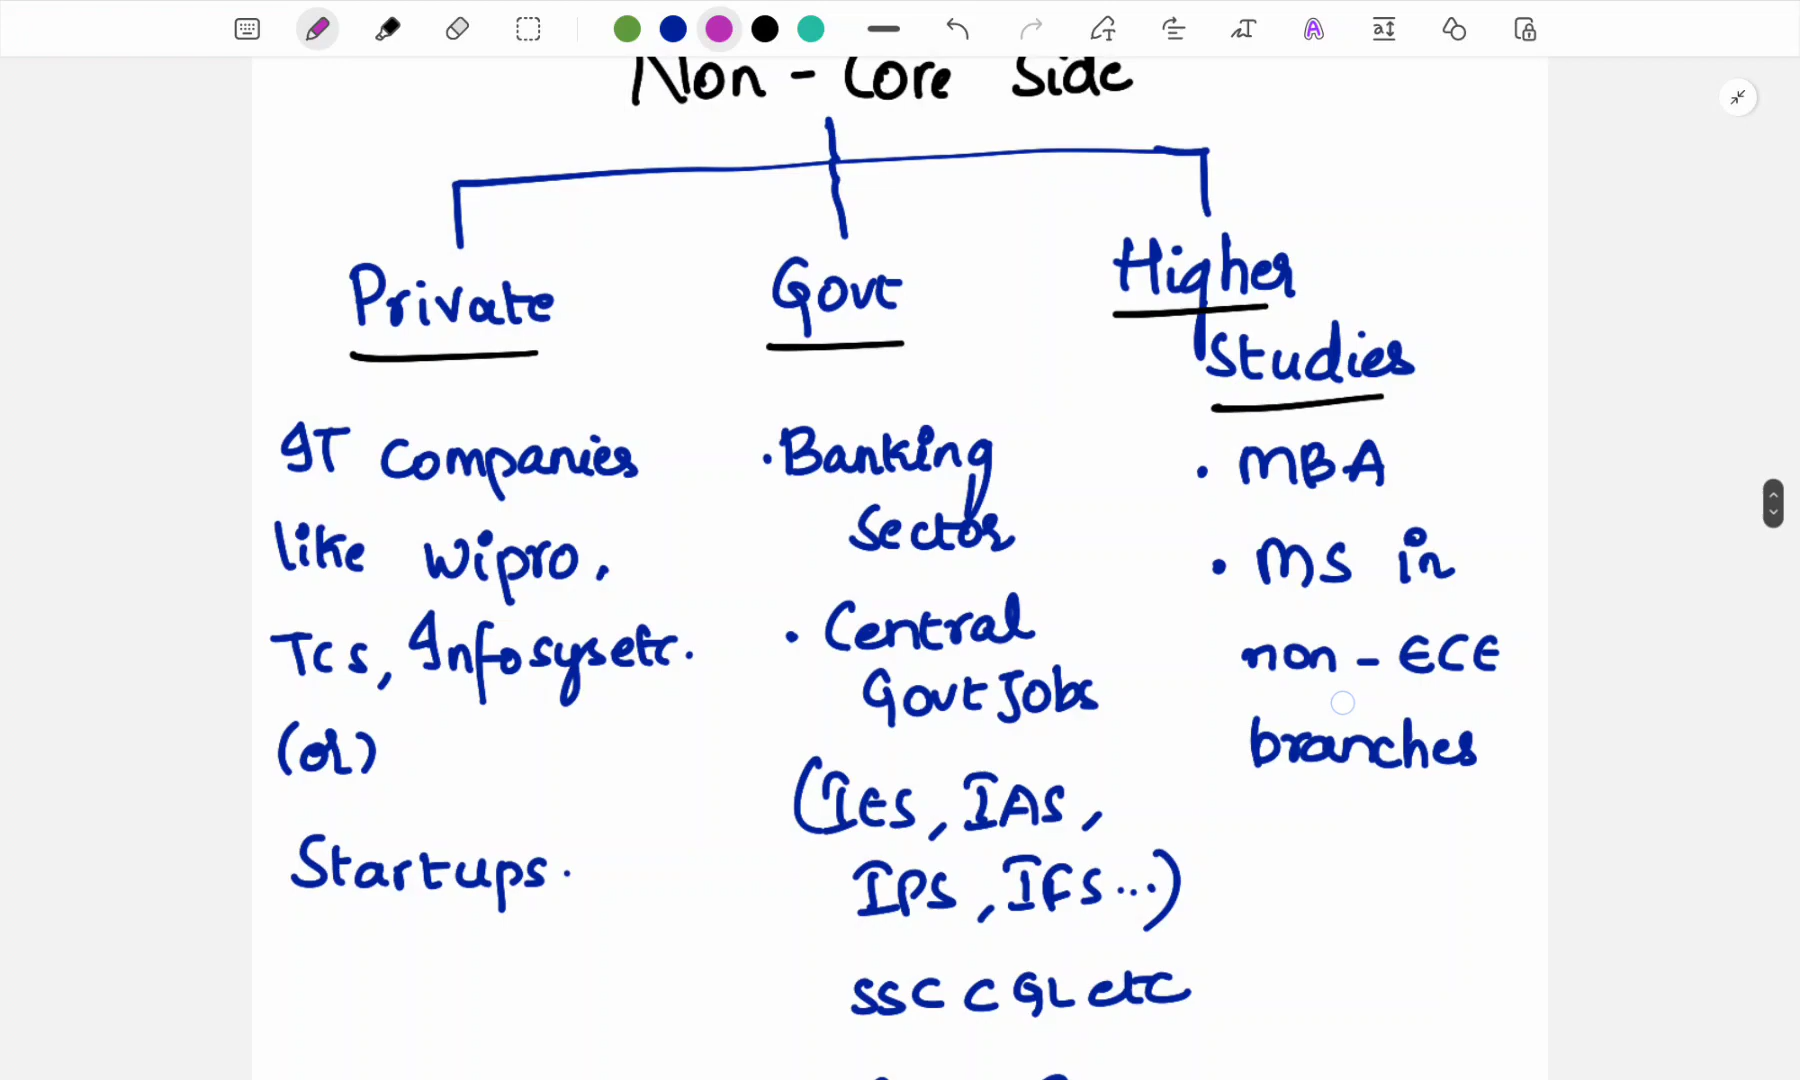 Non - Core Side
Private
Govt
Higher
Studies
IT Companies
like Wipro,
TCS, Infosys etc.
(or)
Startups.
· Banking
Sector
· Central
Govt Jobs
(IES, IAS,
IPS, IFS...)
SSC CGL etc
· MBA
· MS in
non - ECE
branches